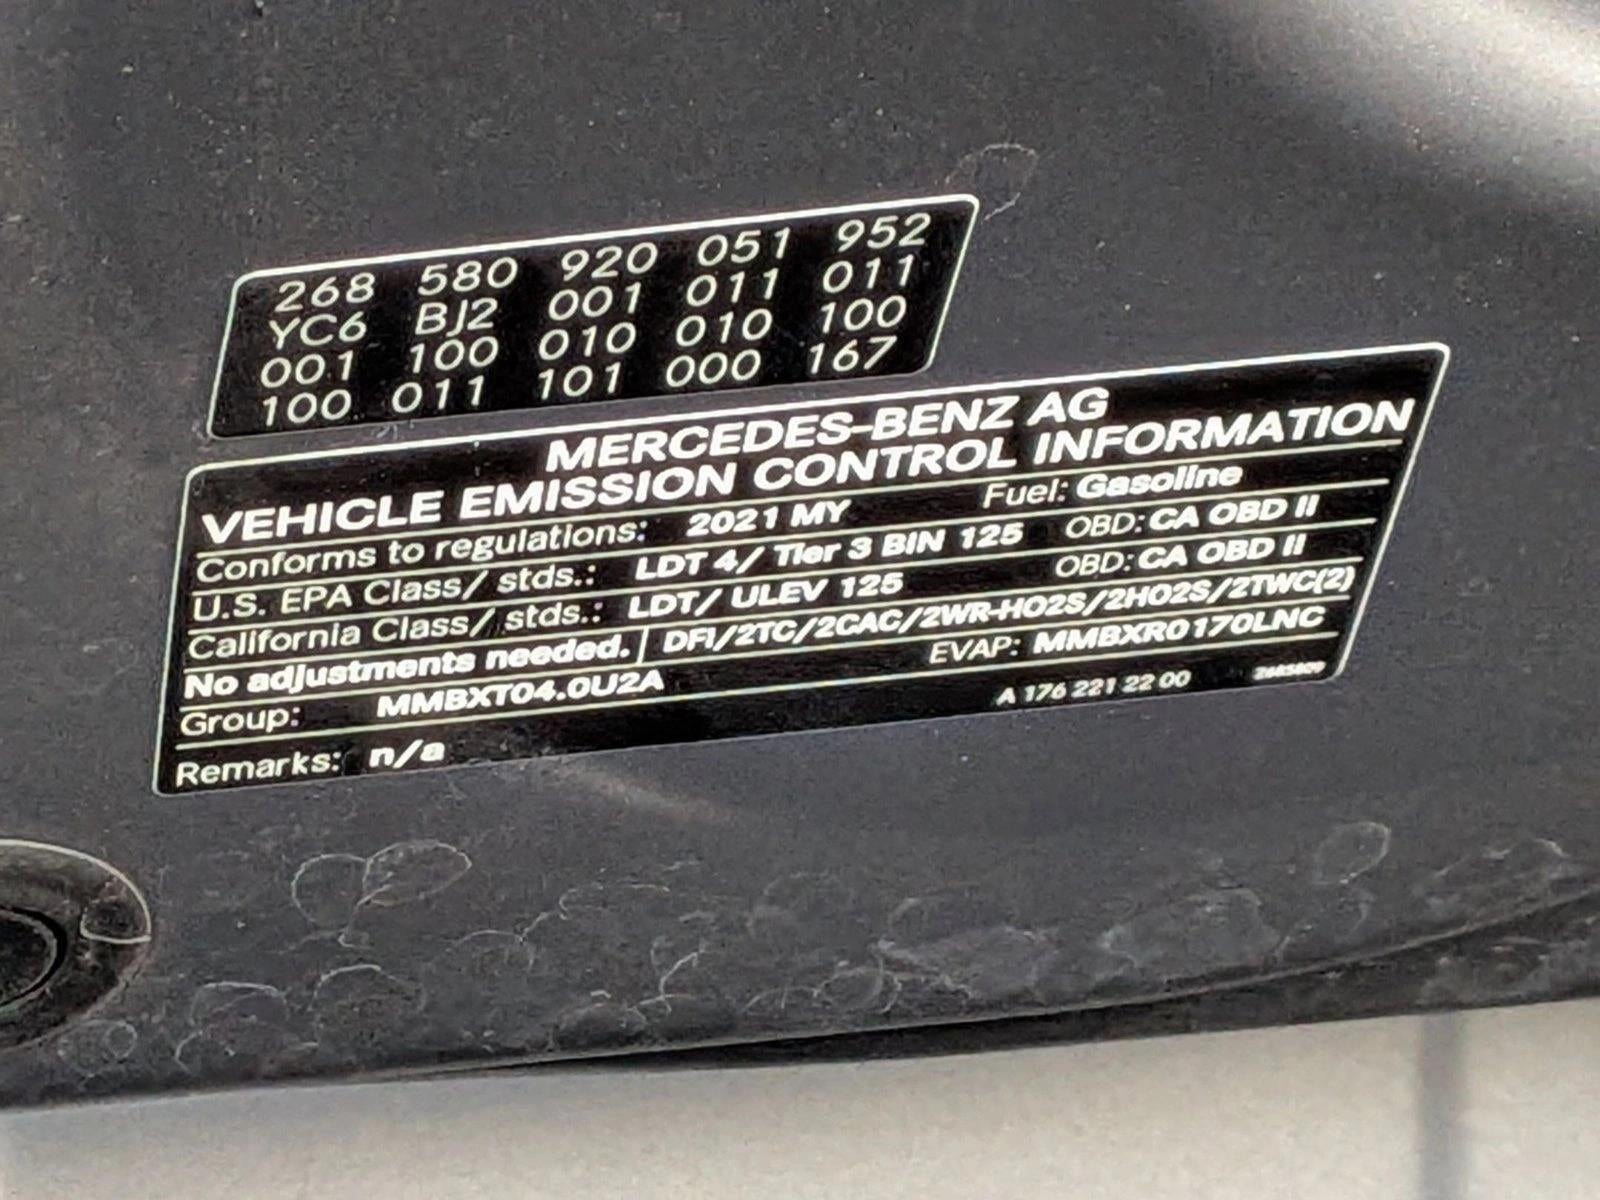 268 580 920 051 952
YC6 BJ2 001 011 011
001 100 010 010 100
100 011 101 000 167
MERCEDES-BENZ AG
VEHICLE EMISSION CONTROL INFORMATION
Conforms to regulations: 2021 MY Fuel: Gasoline
U.S. EPA Class/ stds.: LDT 4/ Tier 3 BIN 125 OBD: CA OBD II
California Class/ stds.: LDT/ ULEV 125 OBD: CA OBD II
No adjustments needed. DFI/2TC/2CAC/2WR-HO2S/2HO2S/2TWC(2)
Group: MMBXT04.0U2A EVAP: MMBXR0170LNC
Remarks: n/a A 176 221 22 00